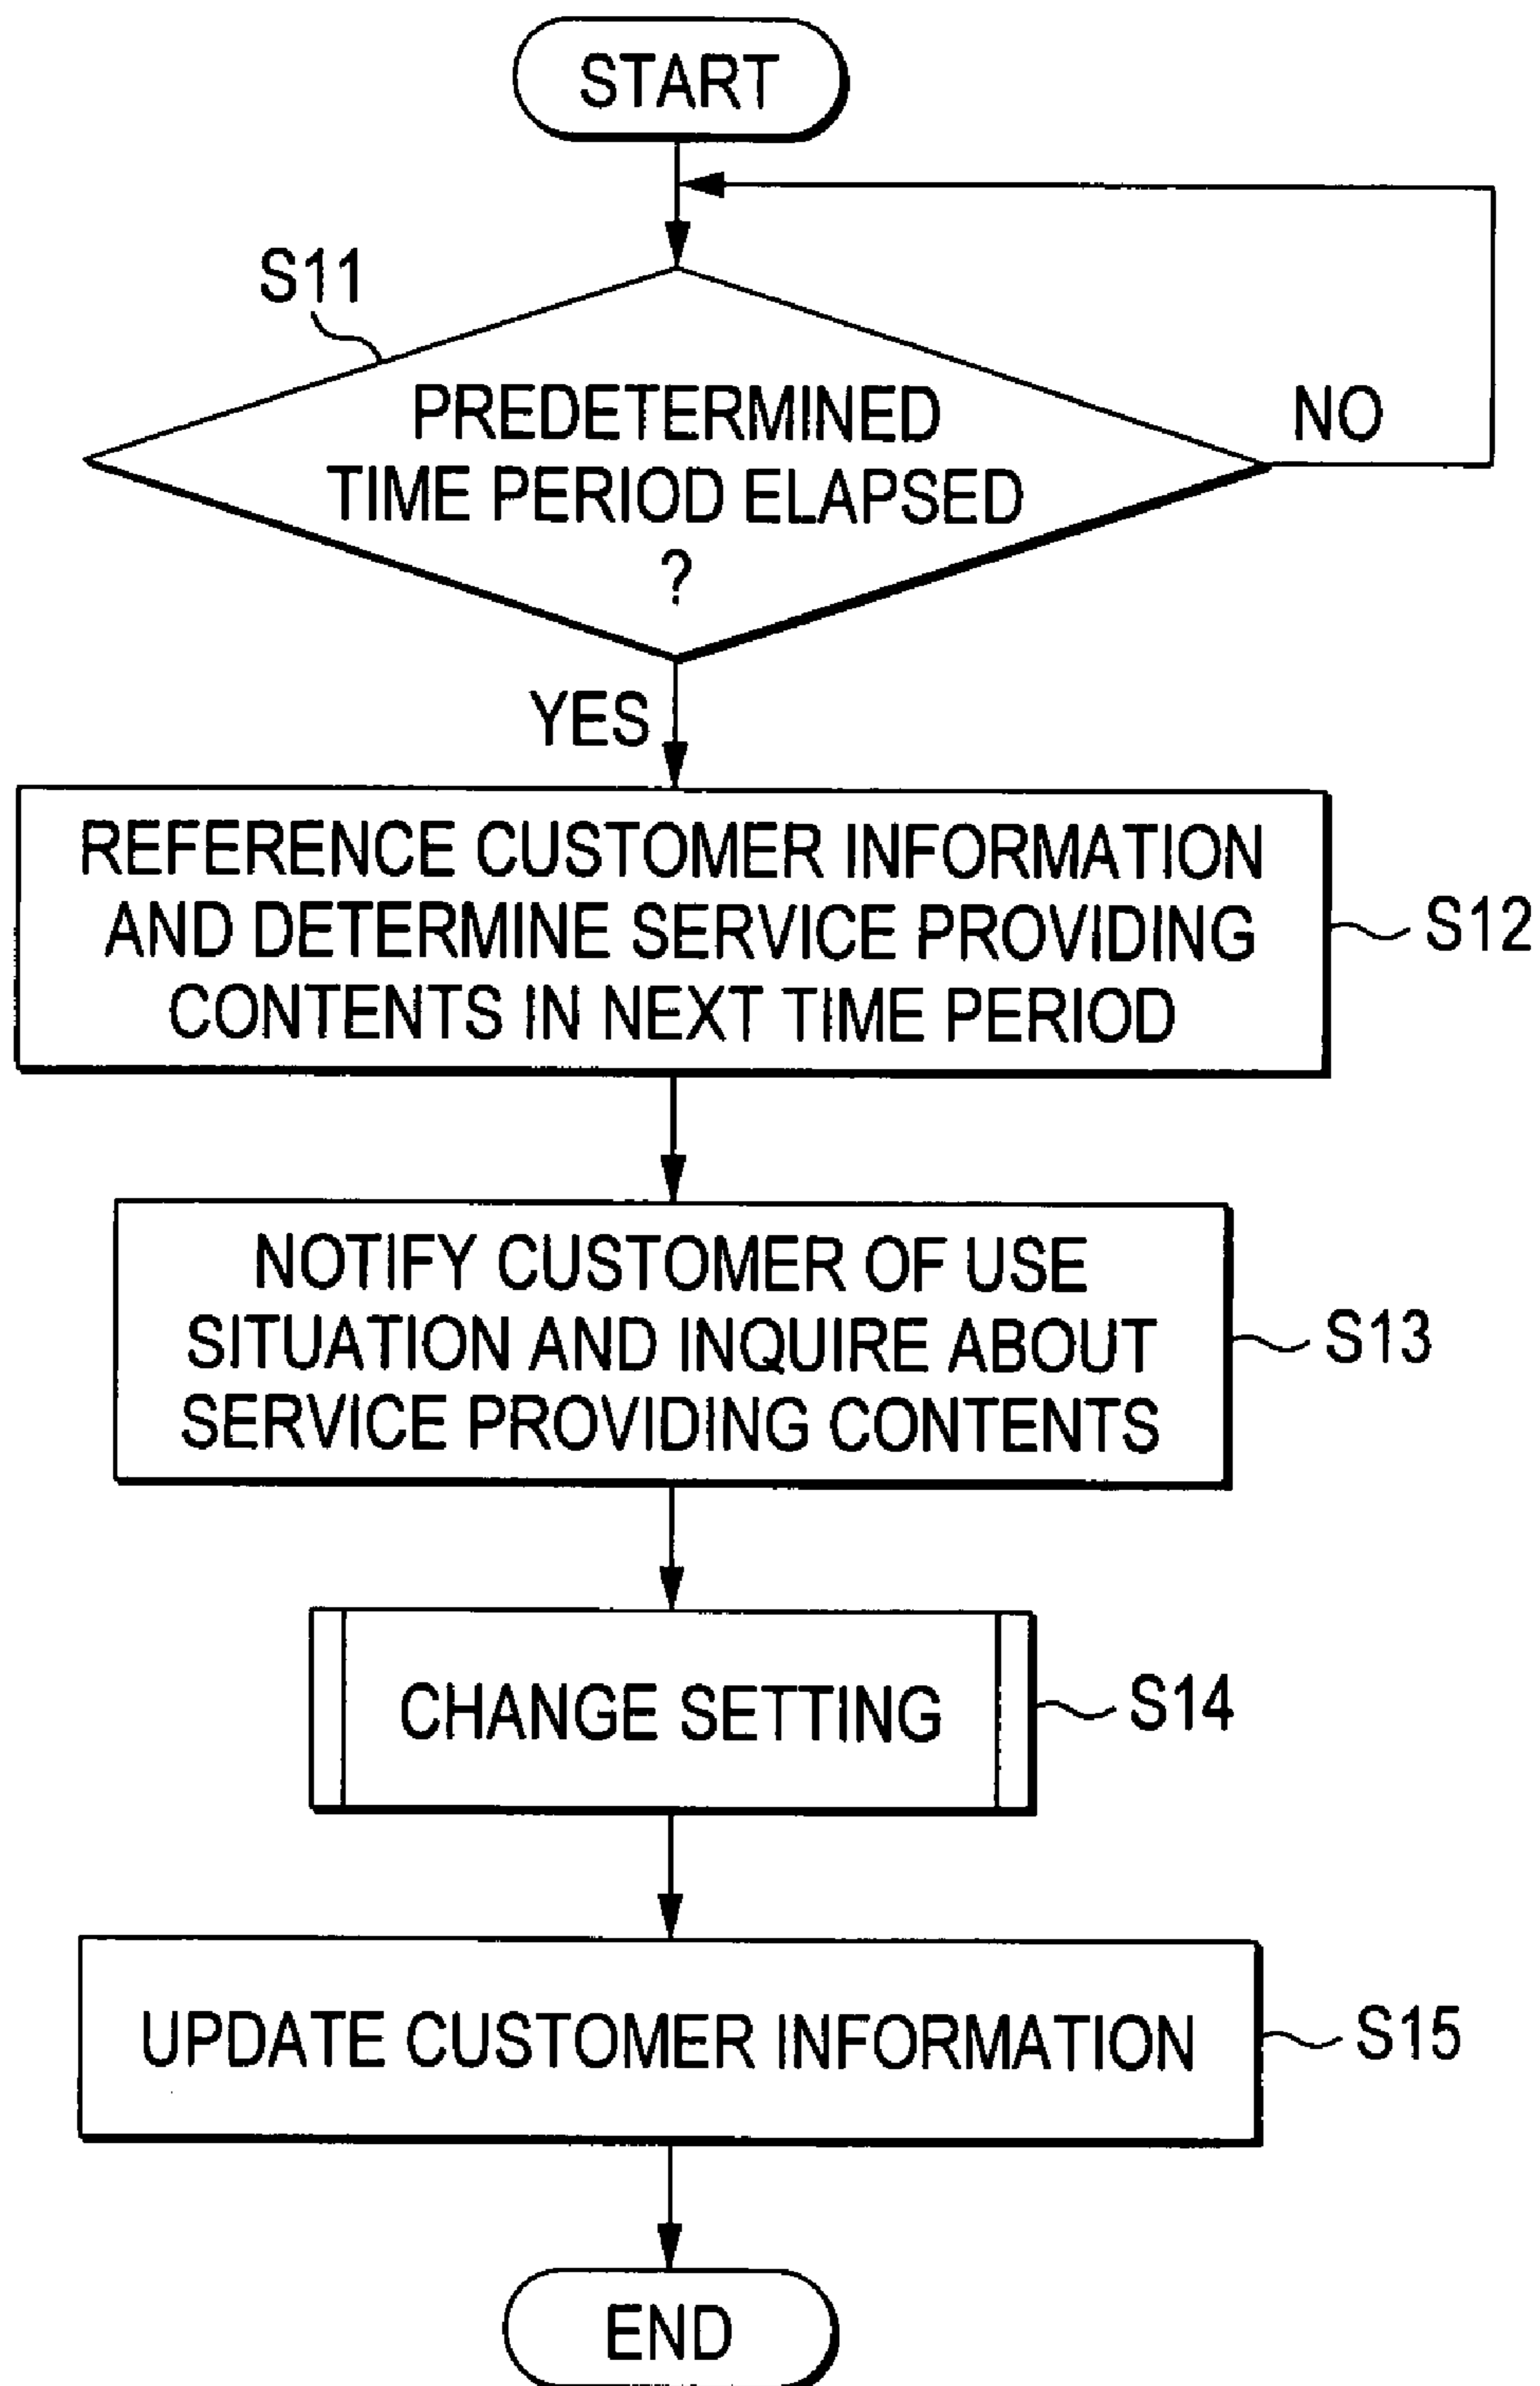 START
S11
PREDETERMINED
TIME PERIOD ELAPSED
?
NO
YES
REFERENCE CUSTOMER INFORMATION
AND DETERMINE SERVICE PROVIDING
CONTENTS IN NEXT TIME PERIOD
S12
NOTIFY CUSTOMER OF USE
SITUATION AND INQUIRE ABOUT
SERVICE PROVIDING CONTENTS
S13
CHANGE SETTING
S14
UPDATE CUSTOMER INFORMATION
S15
END